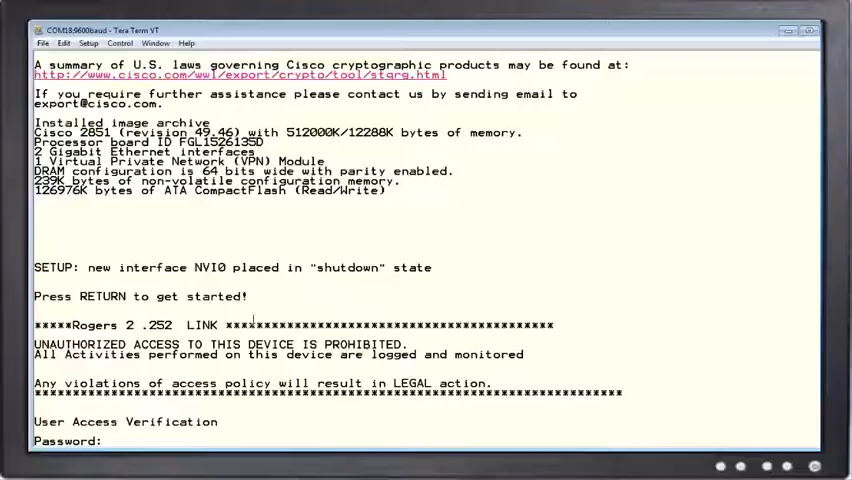 COM18:9600baud - Tera Term VT
File Edit Setup Control Window Help
A summary of U.S. laws governing Cisco cryptographic products may be found at:
http://www.cisco.com/wwl/export/crypto/tool/stqrg.html
If you require further assistance please contact us by sending email to
export@cisco.com.
Installed image archive
Cisco 2851 (revision 49.46) with 512000K/12288K bytes of memory.
Processor board ID FGL1526135D
2 Gigabit Ethernet interfaces
1 Virtual Private Network (VPN) Module
DRAM configuration is 64 bits wide with parity enabled.
239K bytes of non-volatile configuration memory.
126976K bytes of ATA CompactFlash (Read/Write)
SETUP: new interface NVI0 placed in "shutdown" state
Press RETURN to get started!
*****Rogers 2 .252  LINK ******************************************
UNAUTHORIZED ACCESS TO THIS DEVICE IS PROHIBITED.
All Activities performed on this device are logged and monitored
Any violations of access policy will result in LEGAL action.
****************************************************************************
User Access Verification
Password: